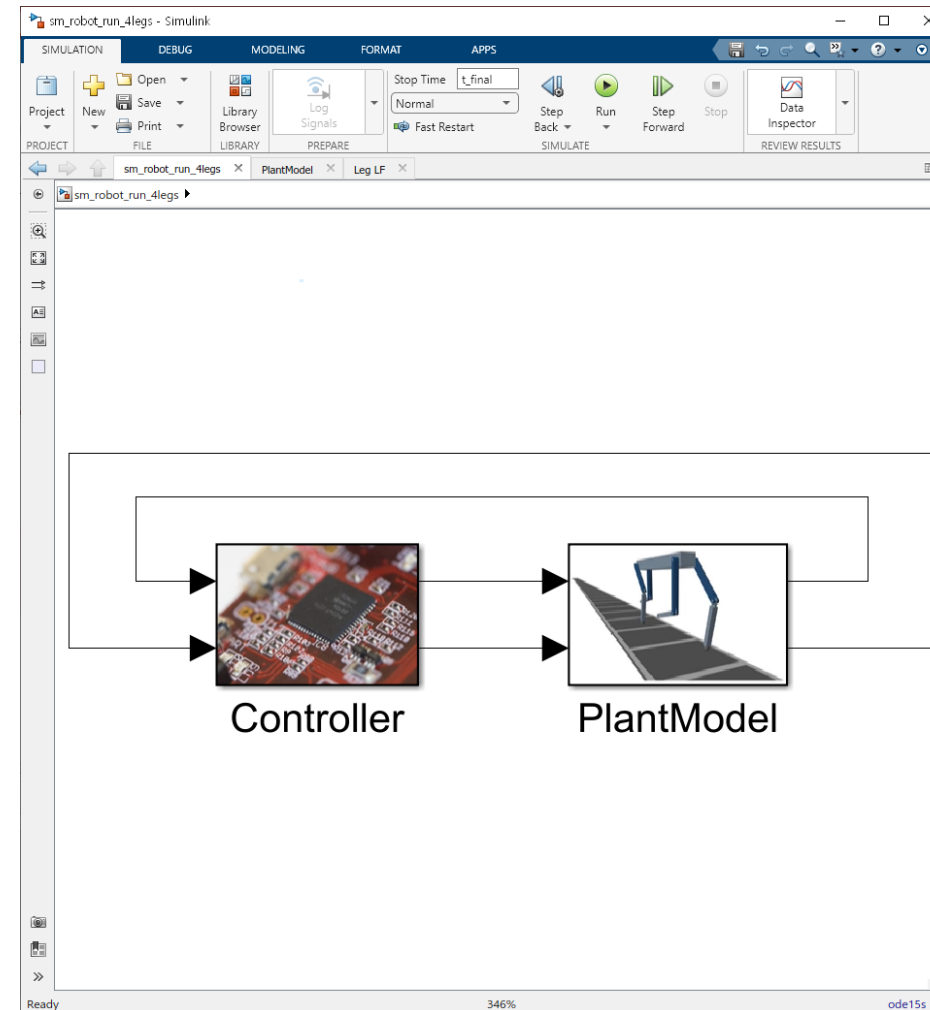 sm_robot_run_4legs - Simulink
SIMULATION DEBUG MODELING FORMAT APPS
Project
New
Open
Save
Print
Library Browser
Log Signals
Stop Time t_final
Normal
Fast Restart
Step Back
Run
Step Forward
Stop
Data Inspector
PROJECT FILE LIBRARY PREPARE SIMULATE REVIEW RESULTS
sm_robot_run_4legs PlantModel Leg LF
sm_robot_run_4legs
Controller PlantModel
Ready 346% ode15s